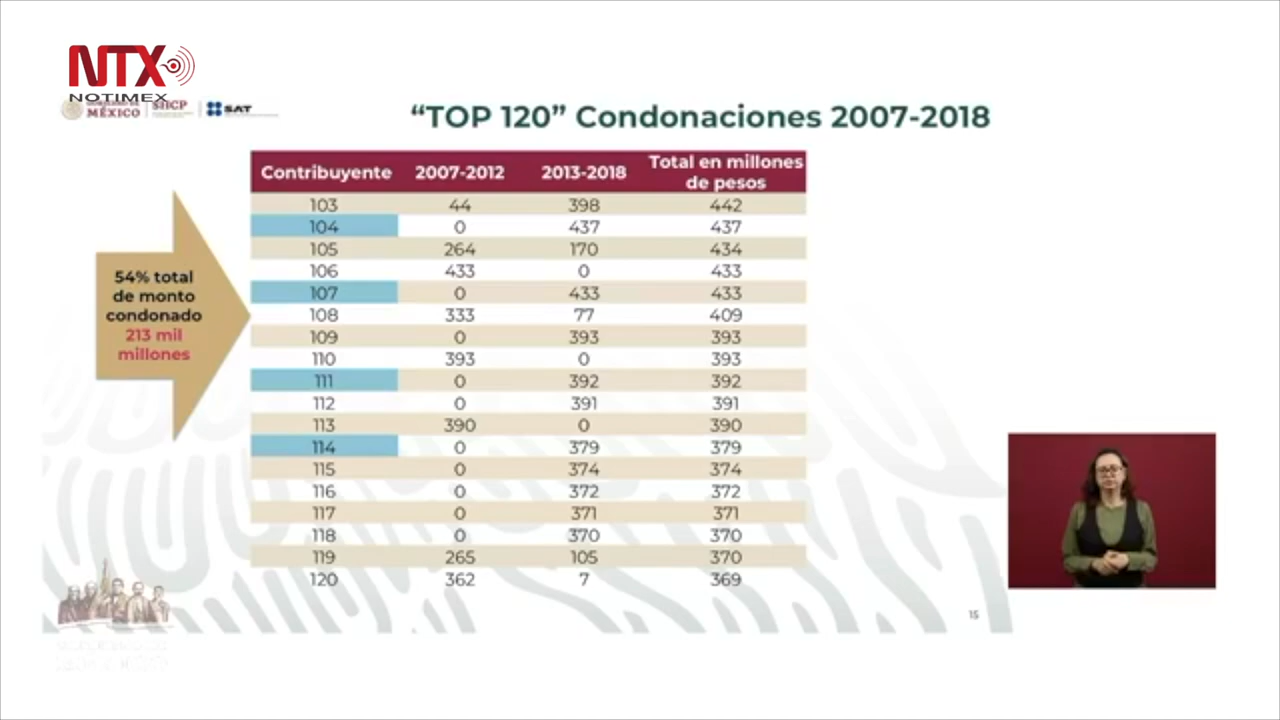 NTX
NOTIMEX
MÉXICO
SHCP
SAT
“TOP 120” Condonaciones 2007-2018
Contribuyente 2007-2012 2013-2018 Total en millones de pesos
103 44 398 442
104 0 437 437
105 264 170 434
106 433 0 433
107 0 433 433
108 333 77 409
109 0 393 393
110 393 0 393
111 0 392 392
112 0 391 391
113 390 0 390
114 0 379 379
115 0 374 374
116 0 372 372
117 0 371 371
118 0 370 370
119 265 105 370
120 362 7 369
54% total
de monto
condonado
213 mil
millones
15